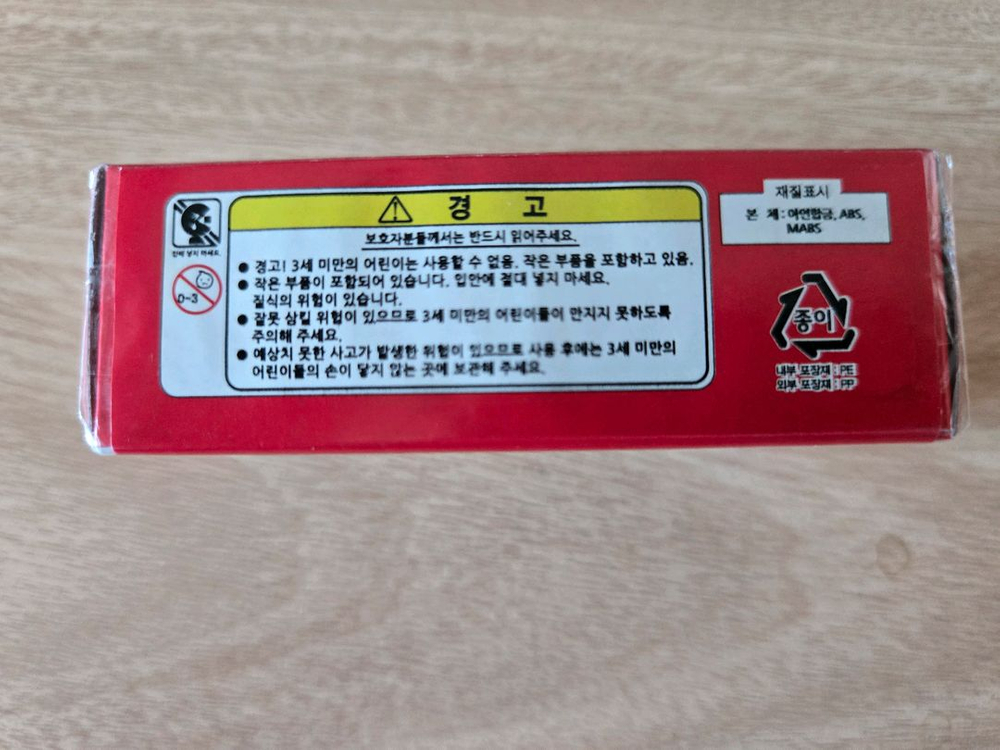 경 고
보호자분들께서는 반드시 읽어주세요.
● 경고! 3세 미만의 어린이는 사용할 수 없음. 작은 부품을 포함하고 있음.
● 작은 부품이 포함되어 있습니다. 입안에 절대 넣지 마세요.
질식의 위험이 있습니다.
● 잘못 삼킬 위험이 있으므로 3세 미만의 어린이들이 만지지 못하도록
주의해 주세요.
● 예상치 못한 사고가 발생한 위험이 있으므로 사용 후에는 3세 미만의
어린이들의 손이 닿지 않는 곳에 보관해 주세요.
0-3
재질표시
본 체 : 아연합금, ABS,
MABS
종이
내부 포장재 : PE
외부 포장재 : PP